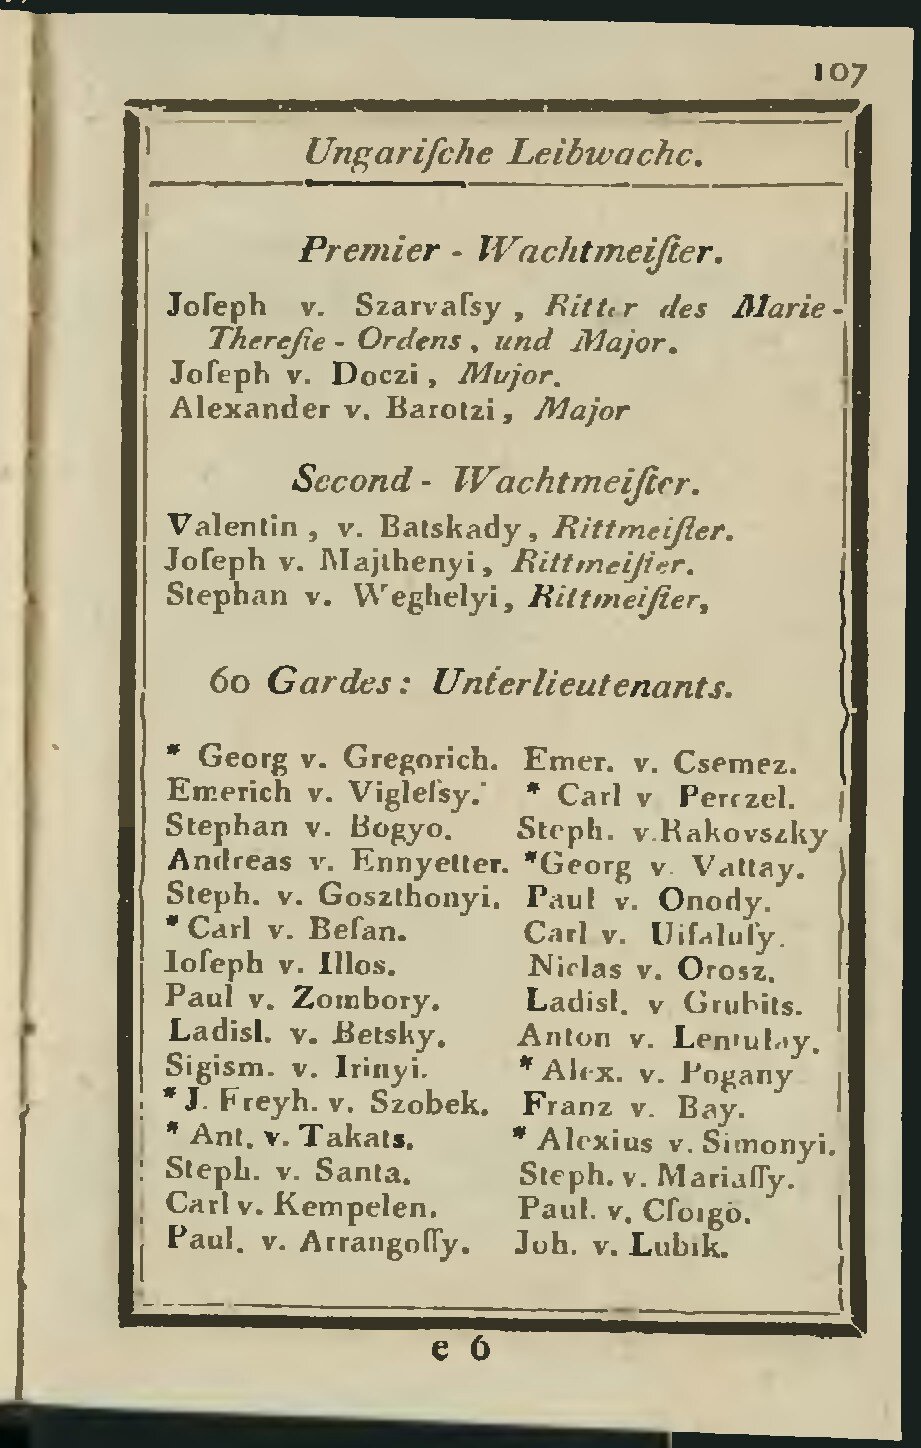 107
Ungariſche Leibwache.
Premier - Wachtmeiſter.
Joſeph v. Szarvaſsy, Ritter des Marie-
Thereſie - Ordens, und Major.
Joſeph v. Doczi, Major.
Alexander v. Barotzi, Major
Second - Wachtmeiſter.
Valentin, v. Batskady, Rittmeiſter.
Joſeph v. Majthenyi, Rittmeiſter.
Stephan v. Weghelyi, Rittmeiſter,
60 Gardes: Unterlieutenants.
* Georg v. Gregorich.
Emerich v. Vigleſsy.
Stephan v. Bogyo.
Andreas v. Ennyetter.
Steph. v. Goszthonyi.
* Carl v. Beſan.
Ioſeph v. Illos.
Paul v. Zombory.
Ladisl. v. Betsky.
Sigism. v. Irinyi.
* J. Freyh. v. Szobek.
* Ant. v. Takats.
Steph. v. Santa.
Carl v. Kempelen.
Paul. v. Arrangoſſy.
Emer. v. Csemez.
* Carl v Perczel.
Steph. v. Rakovszky
* Georg v. Vattay.
Paul v. Onody.
Carl v. Uifaluſy.
Niclas v. Orosz.
Ladisl. v Grubits.
Anton v. Lentulay.
* Alex. v. Pogany
Franz v. Bay.
* Alexius v. Simonyi.
Steph. v. Mariaſſy.
Paul. v. Cſorgö.
Joh. v. Lubik.
e 6